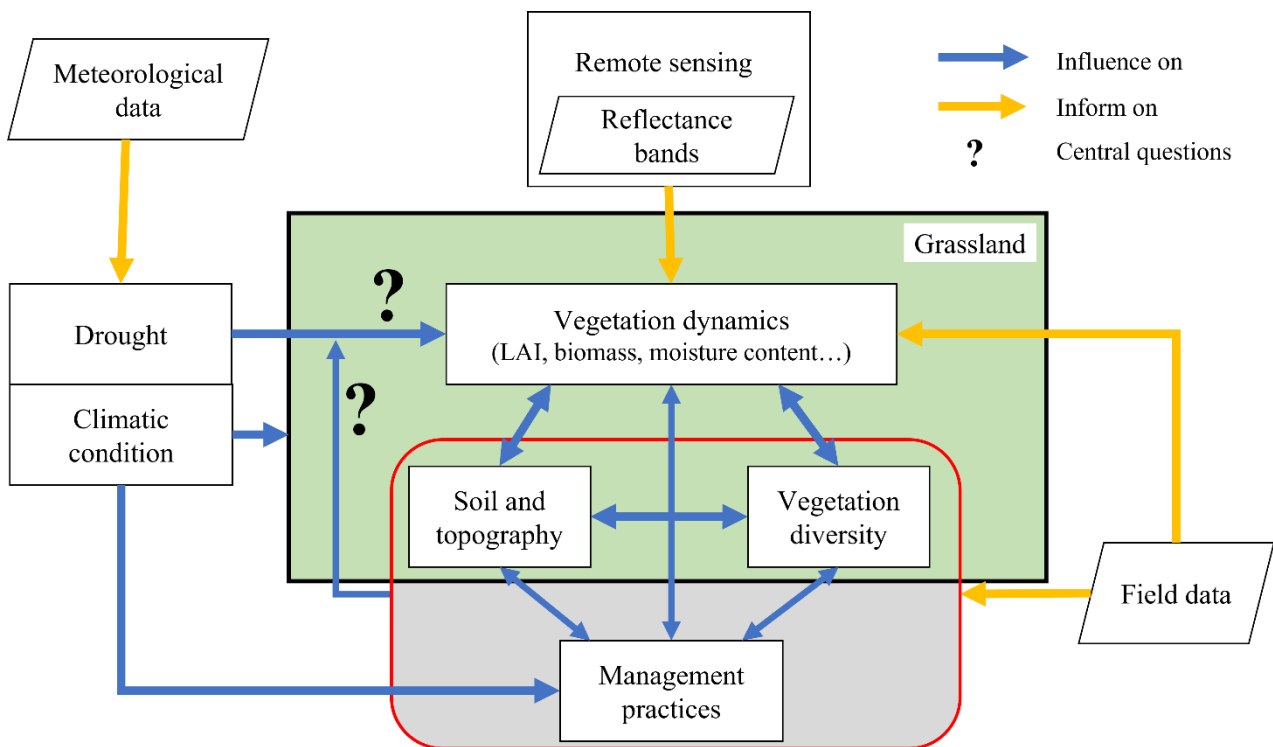 Meteorological
data
Remote sensing
Reflectance
bands
Influence on
Inform on
?
Central questions
Grassland
?
Drought
Vegetation dynamics
(LAI, biomass, moisture content…)
?
Climatic
condition
Soil and
topography
Vegetation
diversity
Field data
Management
practices